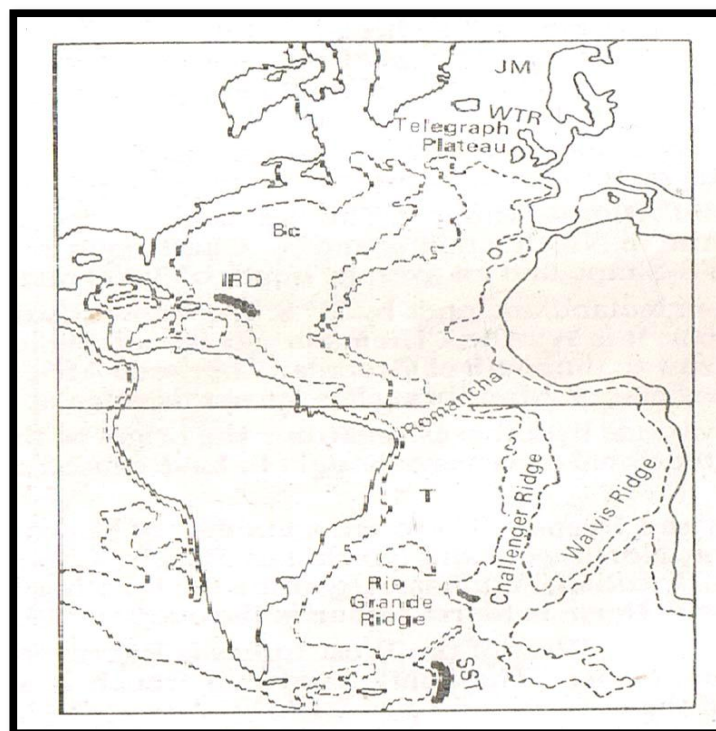 JM
WTR
Telegraph
Plateau
Bc
IRD
Romancha
T
Challenger Ridge
Walvis Ridge
Rio
Grande
Ridge
SST